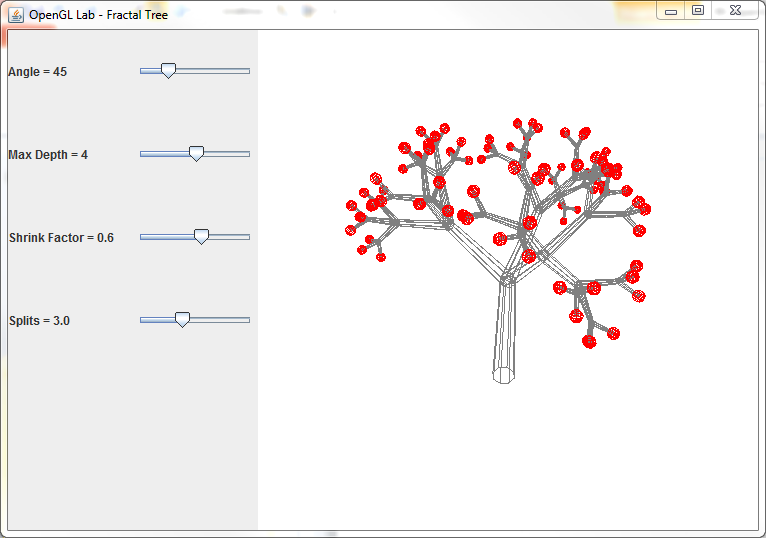 OpenGL Lab - Fractal Tree
Angle = 45
Max Depth = 4
Shrink Factor = 0.6
Splits = 3.0